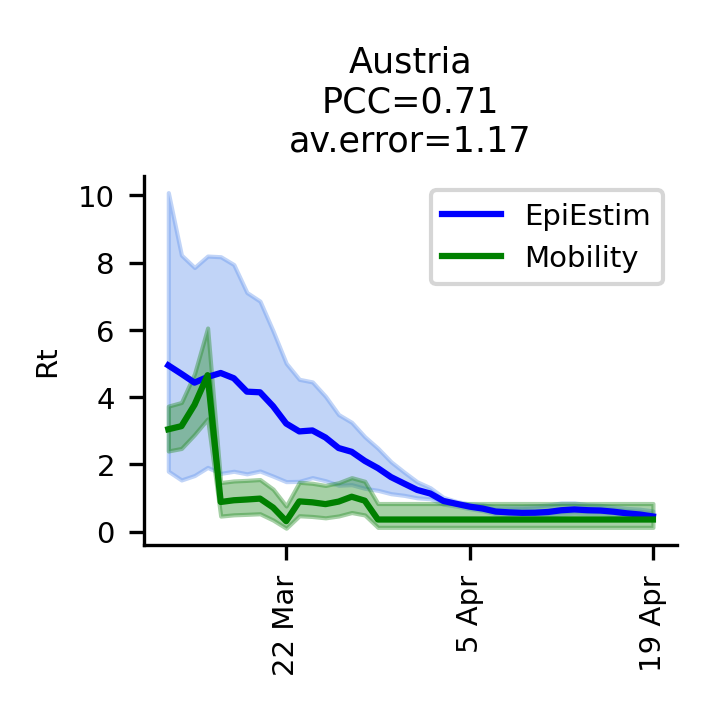 Austria
PCC=0.71
av.error=1.17
EpiEstim
Mobility
Rt
10
8
6
4
2
0
22 Mar
5 Apr
19 Apr